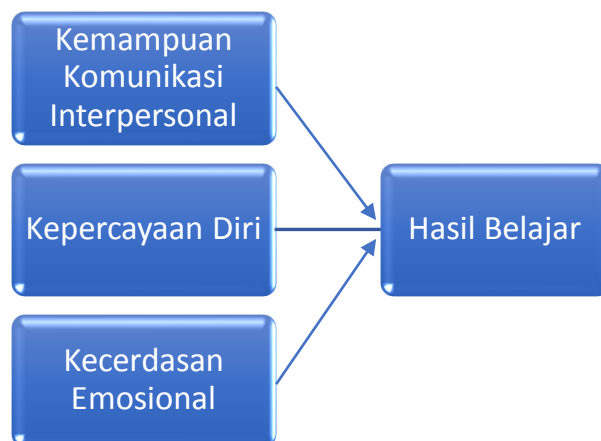 Kemampuan
Komunikasi
Interpersonal
Kepercayaan Diri
Hasil Belajar
Kecerdasan
Emosional